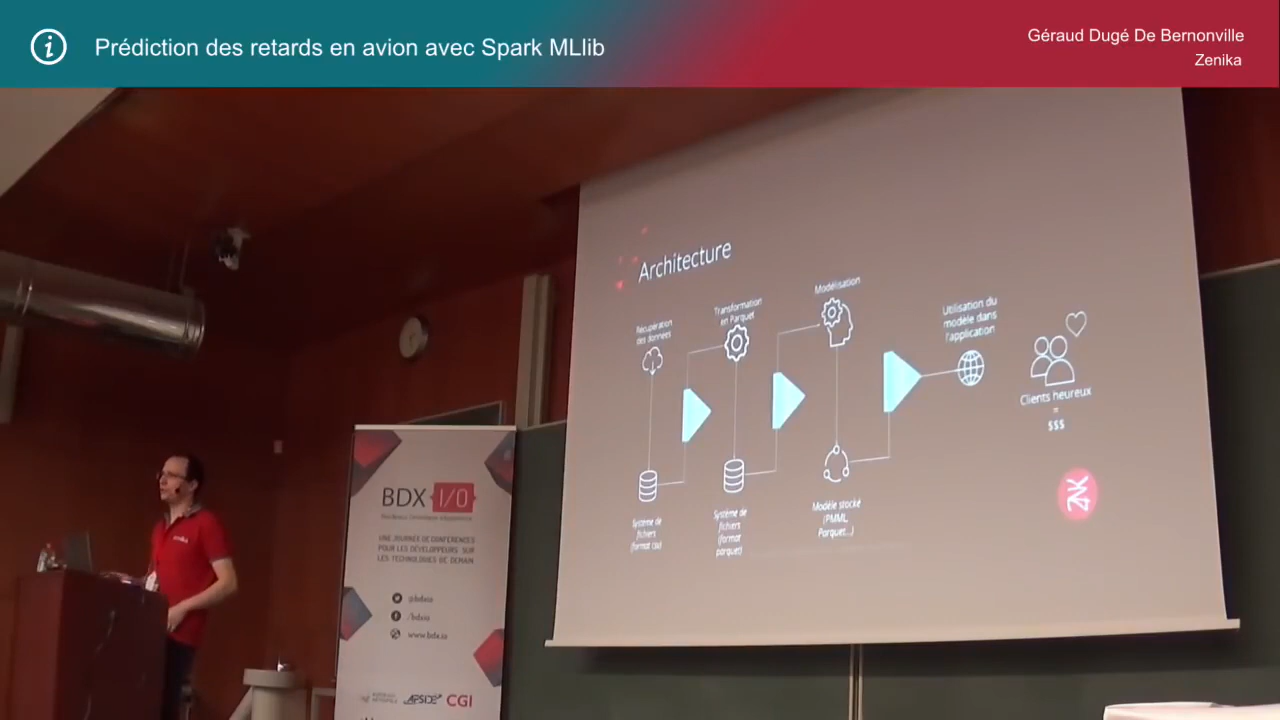 Prédiction des retards en avion avec Spark MLlib
Géraud Dugé De Bernonville
Zenika
Architecture
Récupération
des données
Transformation
en Parquet
Modélisation
Utilisation du
modèle dans
l'application
Clients heureux
=
$$$
Système de
fichiers
(format csv)
Système de
fichiers
(format
parquet)
Modèle stocké
(PMML,
Parquet...)
BDX I/O
UNE JOURNÉE DE CONFÉRENCES
POUR LES DÉVELOPPEURS SUR
LES TECHNOLOGIES DE DEMAIN
@bdxio
/bdxio
www.bdx.io
APSIDE
CGI